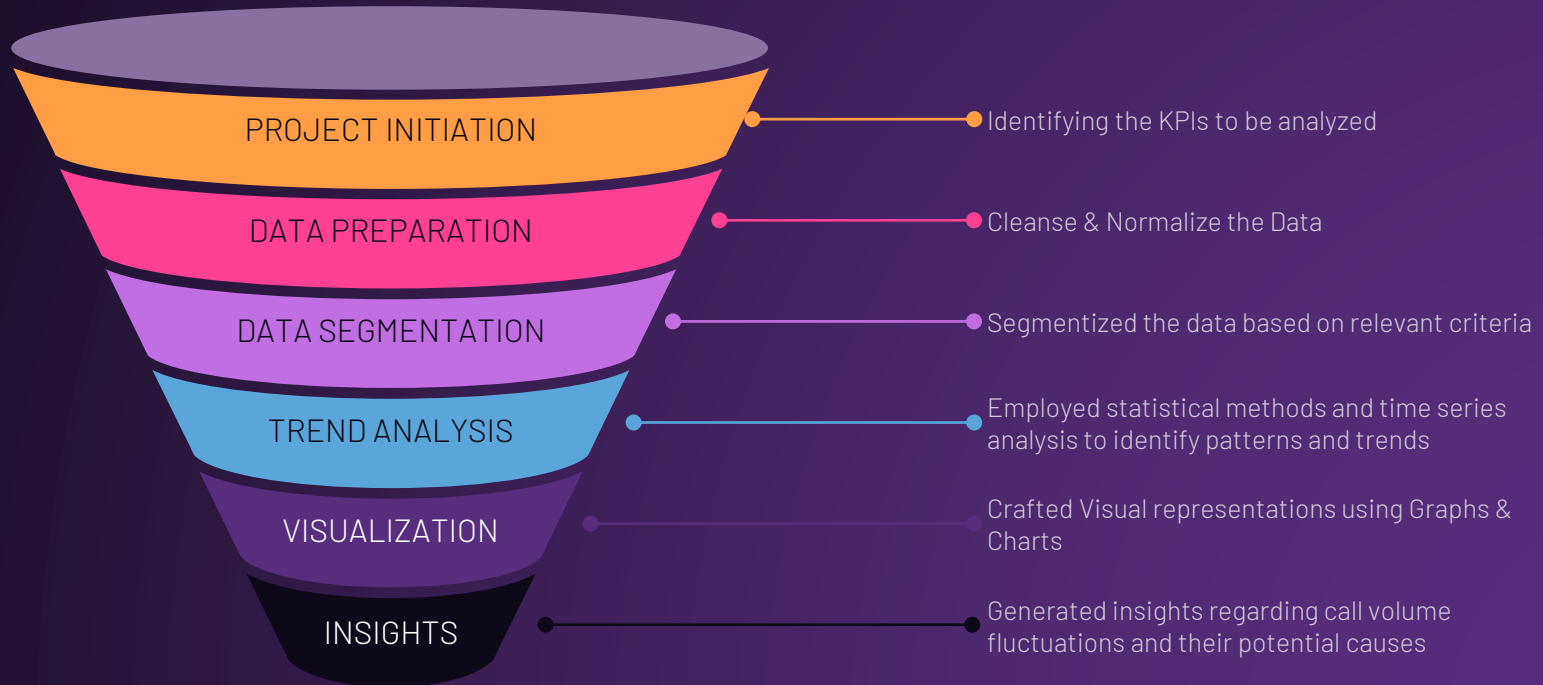 PROJECT INITIATION
Identifying the KPIs to be analyzed
DATA PREPARATION
Cleanse & Normalize the Data
DATA SEGMENTATION
Segmentized the data based on relevant criteria
TREND ANALYSIS
Employed statistical methods and time series
analysis to identify patterns and trends
VISUALIZATION
Crafted Visual representations using Graphs &
Charts
INSIGHTS
Generated insights regarding call volume
fluctuations and their potential causes